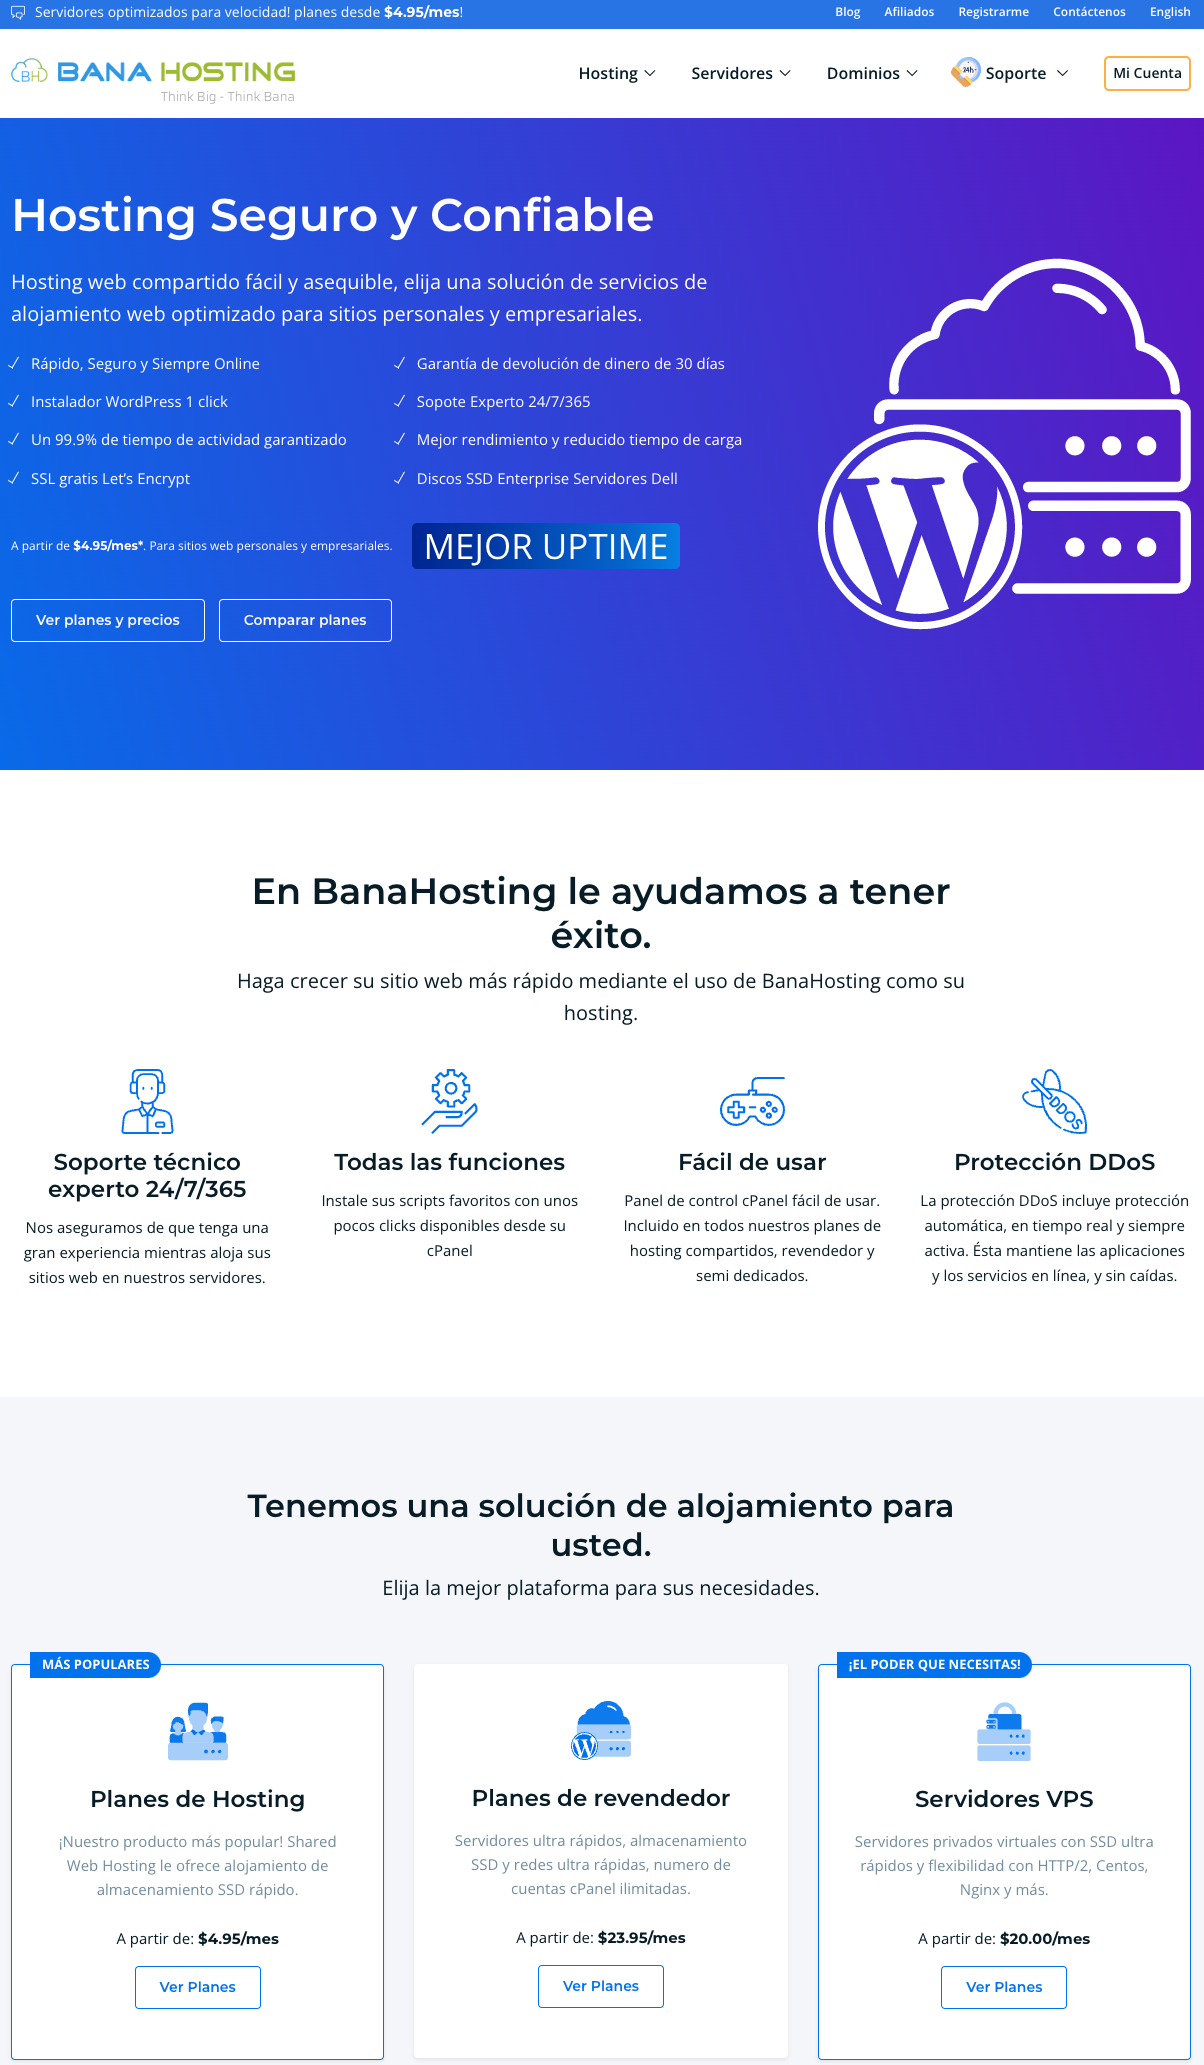 Servidores optimizados para velocidad! planes desde $4.95/mes!
Blog Afiliados Registrarme Contáctenos English
BH BANA HOSTING
Think Big - Think Bana
Hosting Servidores Dominios 24h Soporte Mi Cuenta
Hosting Seguro y Confiable
Hosting web compartido fácil y asequible, elija una solución de servicios de
alojamiento web optimizado para sitios personales y empresariales.
Rápido, Seguro y Siempre Online
Instalador WordPress 1 click
Un 99.9% de tiempo de actividad garantizado
SSL gratis Let’s Encrypt
Garantía de devolución de dinero de 30 días
Sopote Experto 24/7/365
Mejor rendimiento y reducido tiempo de carga
Discos SSD Enterprise Servidores Dell
A partir de $4.95/mes*. Para sitios web personales y empresariales.
MEJOR UPTIME
Ver planes y precios
Comparar planes
En BanaHosting le ayudamos a tener
éxito.
Haga crecer su sitio web más rápido mediante el uso de BanaHosting como su
hosting.
Soporte técnico
experto 24/7/365
Nos aseguramos de que tenga una
gran experiencia mientras aloja sus
sitios web en nuestros servidores.
Todas las funciones
Instale sus scripts favoritos con unos
pocos clicks disponibles desde su
cPanel
Fácil de usar
Panel de control cPanel fácil de usar.
Incluido en todos nuestros planes de
hosting compartidos, revendedor y
semi dedicados.
DDOS
Protección DDoS
La protección DDoS incluye protección
automática, en tiempo real y siempre
activa. Ésta mantiene las aplicaciones
y los servicios en línea, y sin caídas.
Tenemos una solución de alojamiento para
usted.
Elija la mejor plataforma para sus necesidades.
MÁS POPULARES
Planes de Hosting
¡Nuestro producto más popular! Shared
Web Hosting le ofrece alojamiento de
almacenamiento SSD rápido.
A partir de: $4.95/mes
Ver Planes
Planes de revendedor
Servidores ultra rápidos, almacenamiento
SSD y redes ultra rápidas, numero de
cuentas cPanel ilimitadas.
A partir de: $23.95/mes
Ver Planes
¡EL PODER QUE NECESITAS!
Servidores VPS
Servidores privados virtuales con SSD ultra
rápidos y flexibilidad con HTTP/2, Centos,
Nginx y más.
A partir de: $20.00/mes
Ver Planes